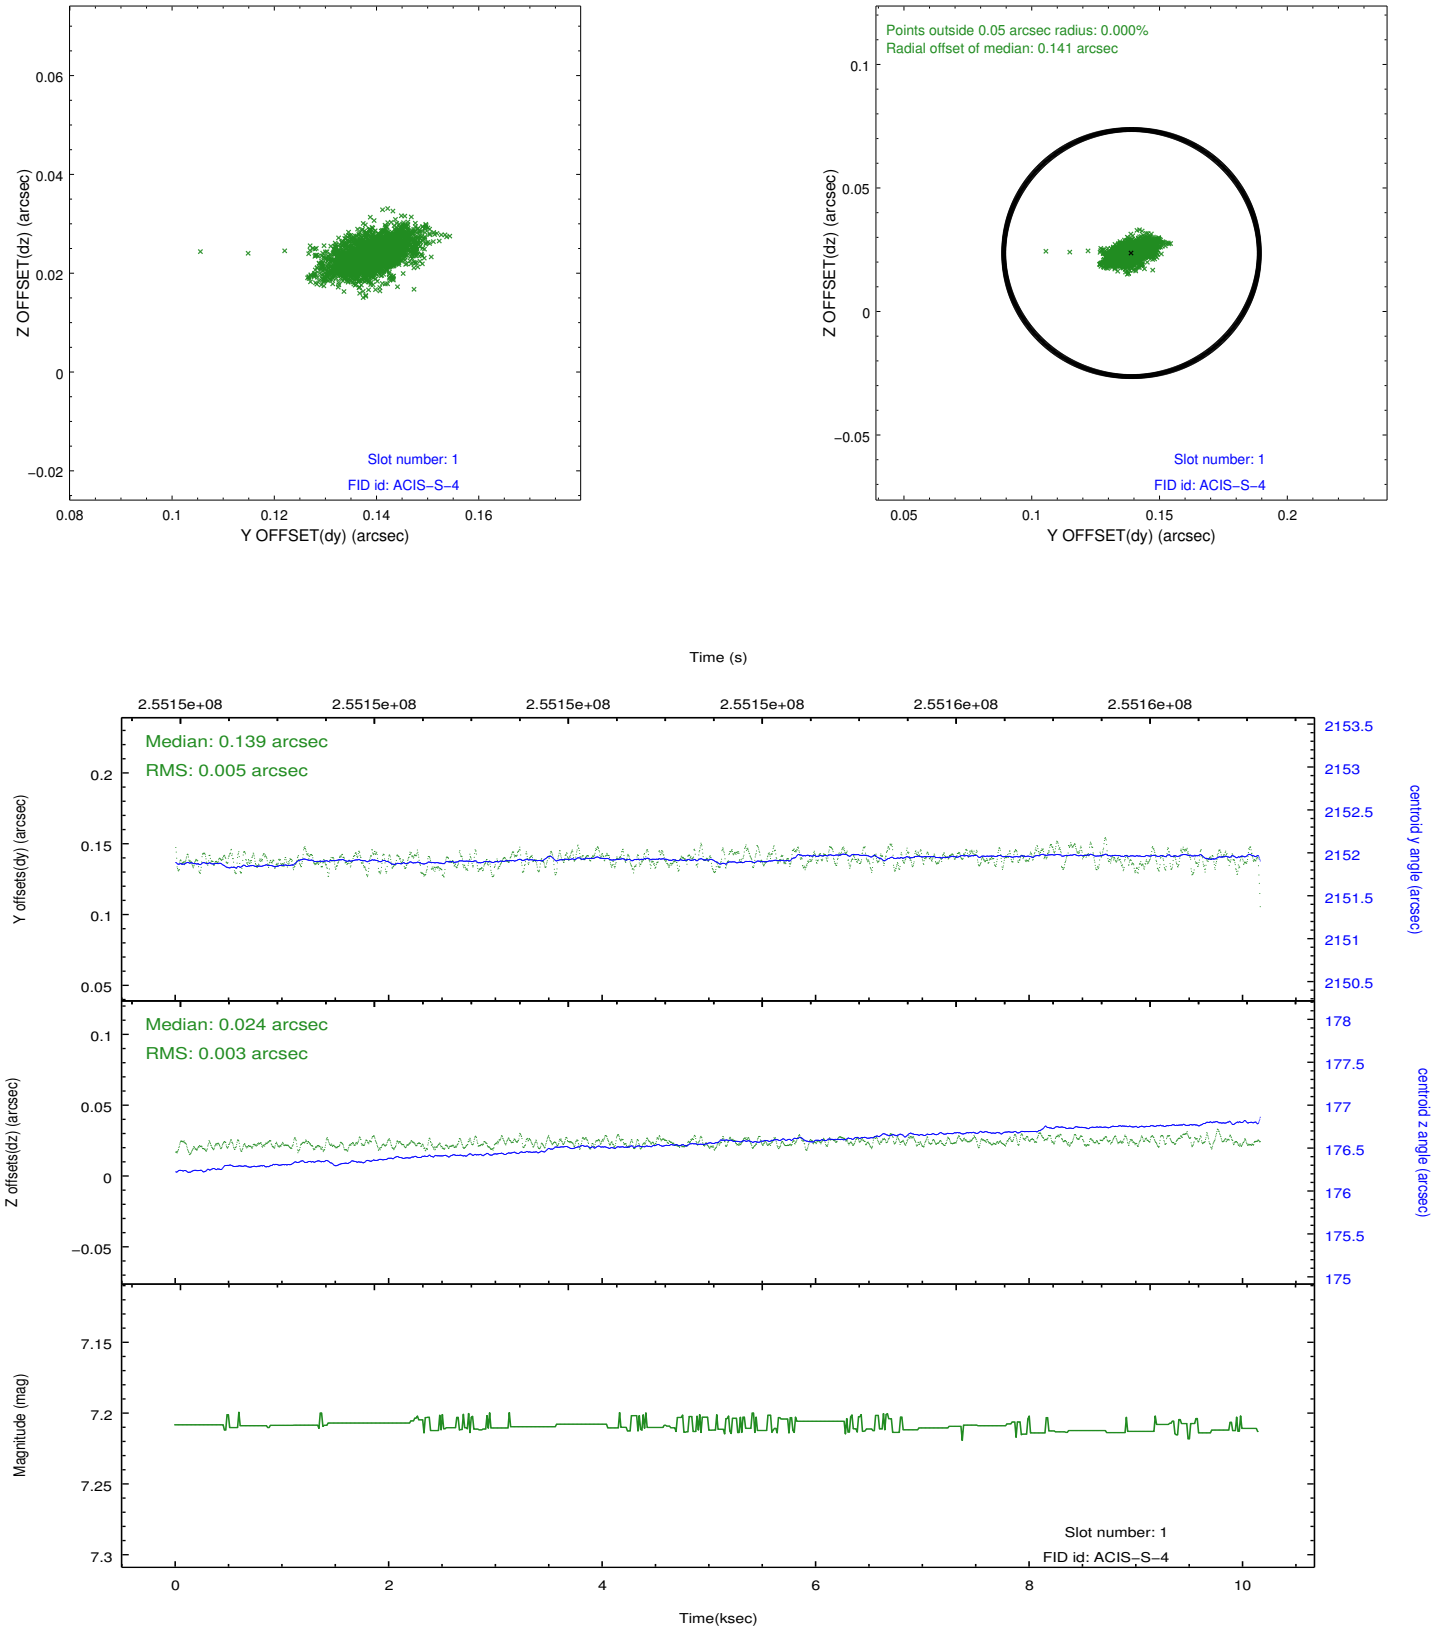 0.06
0.04
0.02
0
−0.02
Z OFFSET(dz) (arcsec)
0.08 0.1 0.12 0.14 0.16
Y OFFSET(dy) (arcsec)
Slot number: 1
FID id: ACIS−S−4
Points outside 0.05 arcsec radius: 0.000%
Radial offset of median: 0.141 arcsec
0.1
0.05
0
−0.05
Z OFFSET(dz) (arcsec)
0.05 0.1 0.15 0.2
Y OFFSET(dy) (arcsec)
Slot number: 1
FID id: ACIS−S−4
Time (s)
2.5515e+08 2.5515e+08 2.5515e+08 2.5515e+08 2.5516e+08 2.5516e+08
Median: 0.139 arcsec
RMS: 0.005 arcsec
0.2
0.15
0.1
0.05
Y offsets(dy) (arcsec)
2153.5
2153
2152.5
2152
2151.5
2151
2150.5
centroid y angle (arcsec)
Median: 0.024 arcsec
RMS: 0.003 arcsec
0.1
0.05
0
−0.05
Z offsets(dz) (arcsec)
178
177.5
177
176.5
176
175.5
175
centroid z angle (arcsec)
7.15
7.2
7.25
7.3
Magnitude (mag)
Slot number: 1
FID id: ACIS−S−4
0 2 4 6 8 10
Time(ksec)